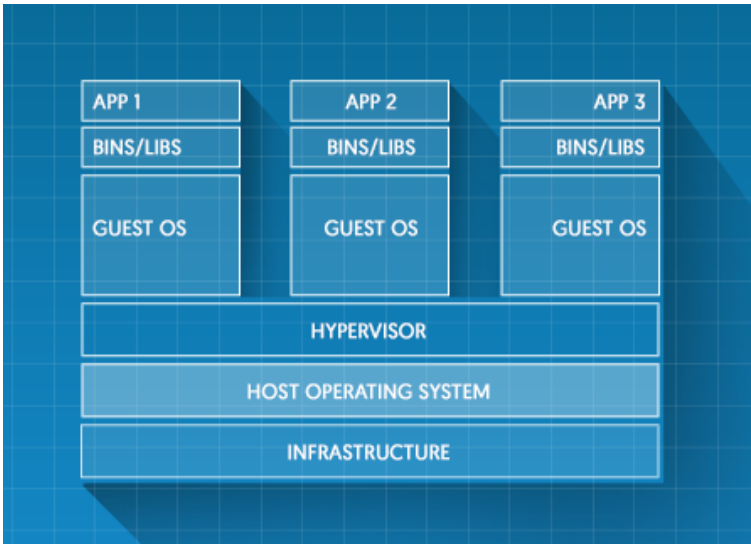 APP 1
APP 2
APP 3
BINS/LIBS
BINS/LIBS
BINS/LIBS
GUEST OS
GUEST OS
GUEST OS
HYPERVISOR
HOST OPERATING SYSTEM
INFRASTRUCTURE